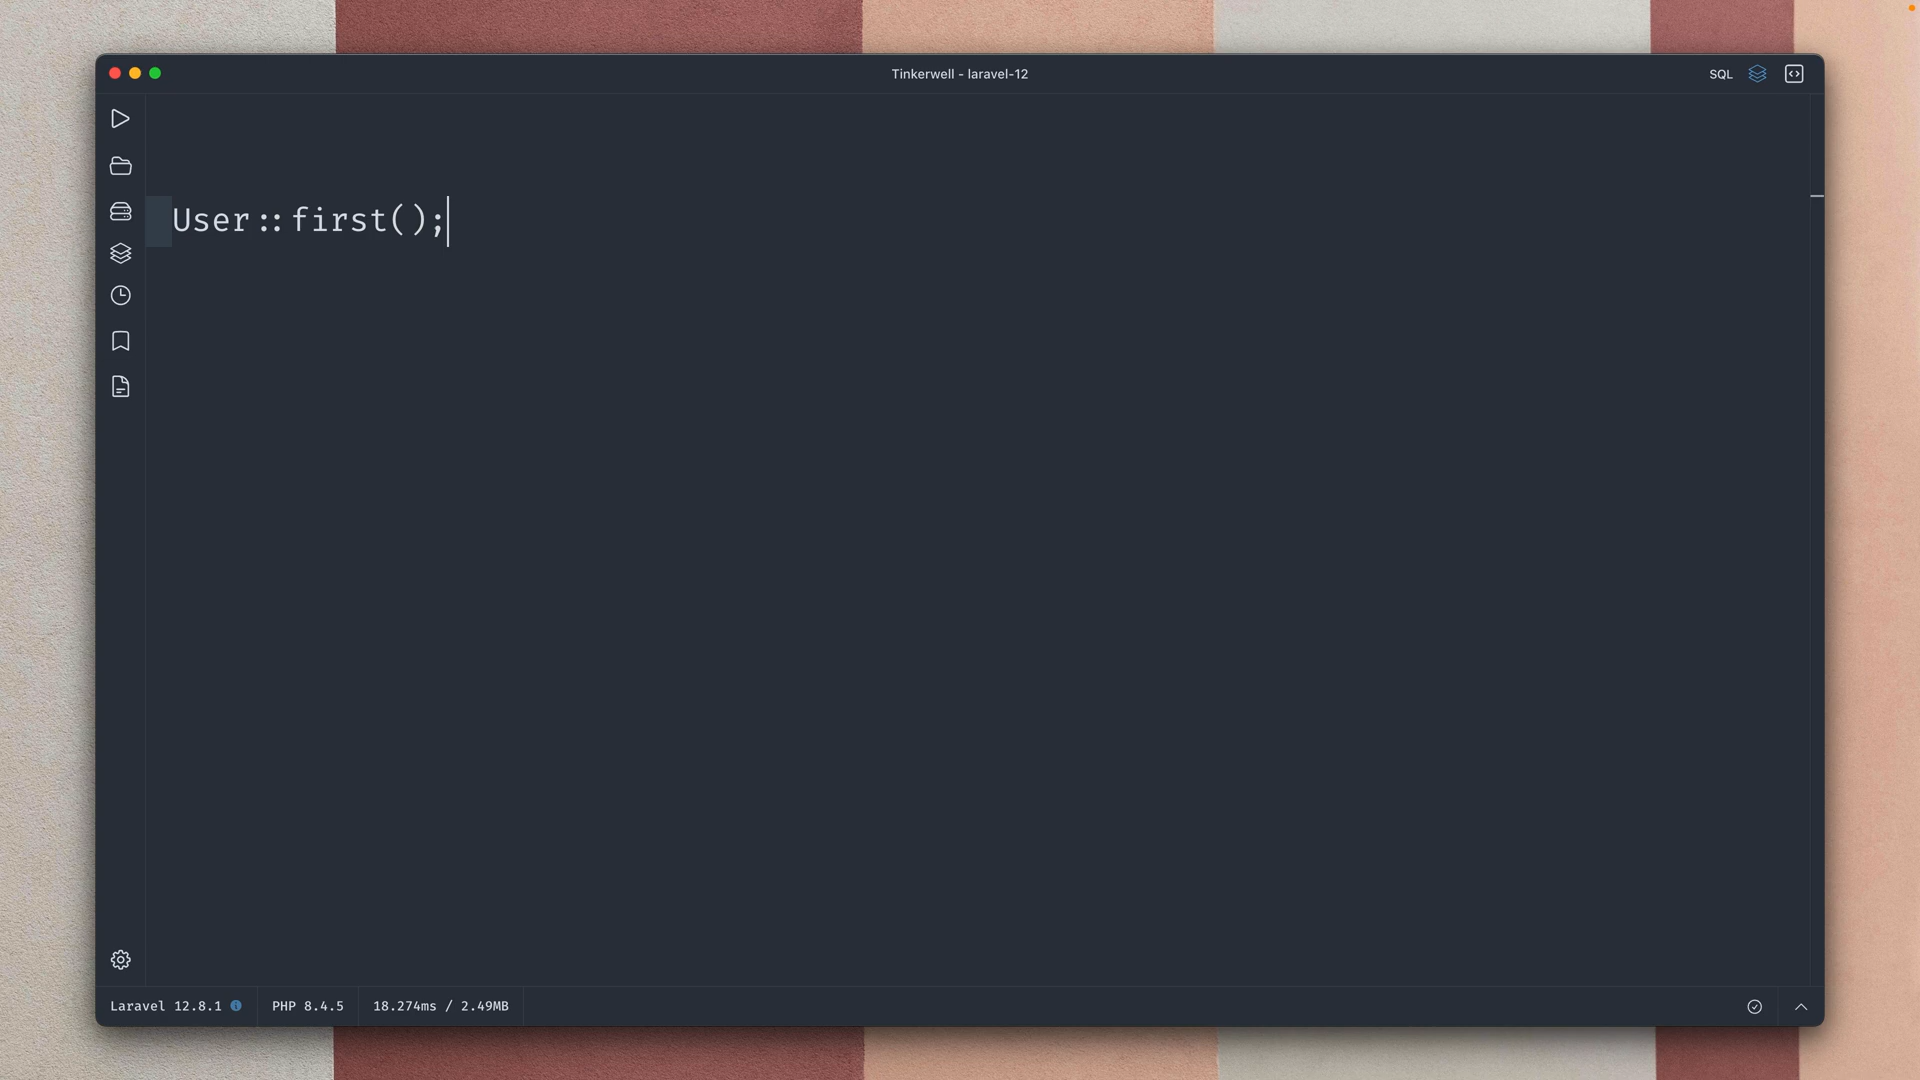 Tinkerwell - laravel-12
SQL
User::first();
Laravel 12.8.1
PHP 8.4.5
18.274ms / 2.49MB